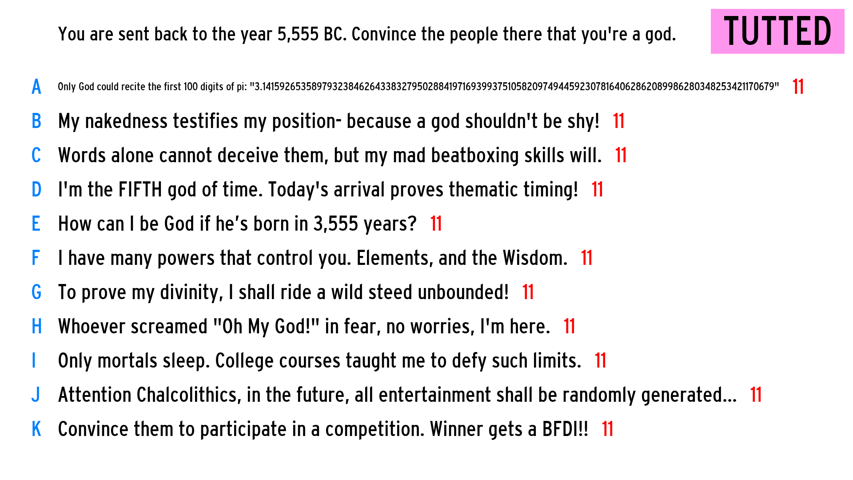 You are sent back to the year 5,555 BC. Convince the people there that you're a god.
TUTTED
A Only God could recite the first 100 digits of pi: "3.1415926535897932384626433832795028841971693993751058209749445923078164062862089986280348253421170679" 11
B My nakedness testifies my position- because a god shouldn't be shy! 11
C Words alone cannot deceive them, but my mad beatboxing skills will. 11
D I'm the FIFTH god of time. Today's arrival proves thematic timing! 11
E How can I be God if he's born in 3,555 years? 11
F I have many powers that control you. Elements, and the Wisdom. 11
G To prove my divinity, I shall ride a wild steed unbounded! 11
H Whoever screamed "Oh My God!" in fear, no worries, I'm here. 11
I Only mortals sleep. College courses taught me to defy such limits. 11
J Attention Chalcolithics, in the future, all entertainment shall be randomly generated... 11
K Convince them to participate in a competition. Winner gets a BFDI!! 11